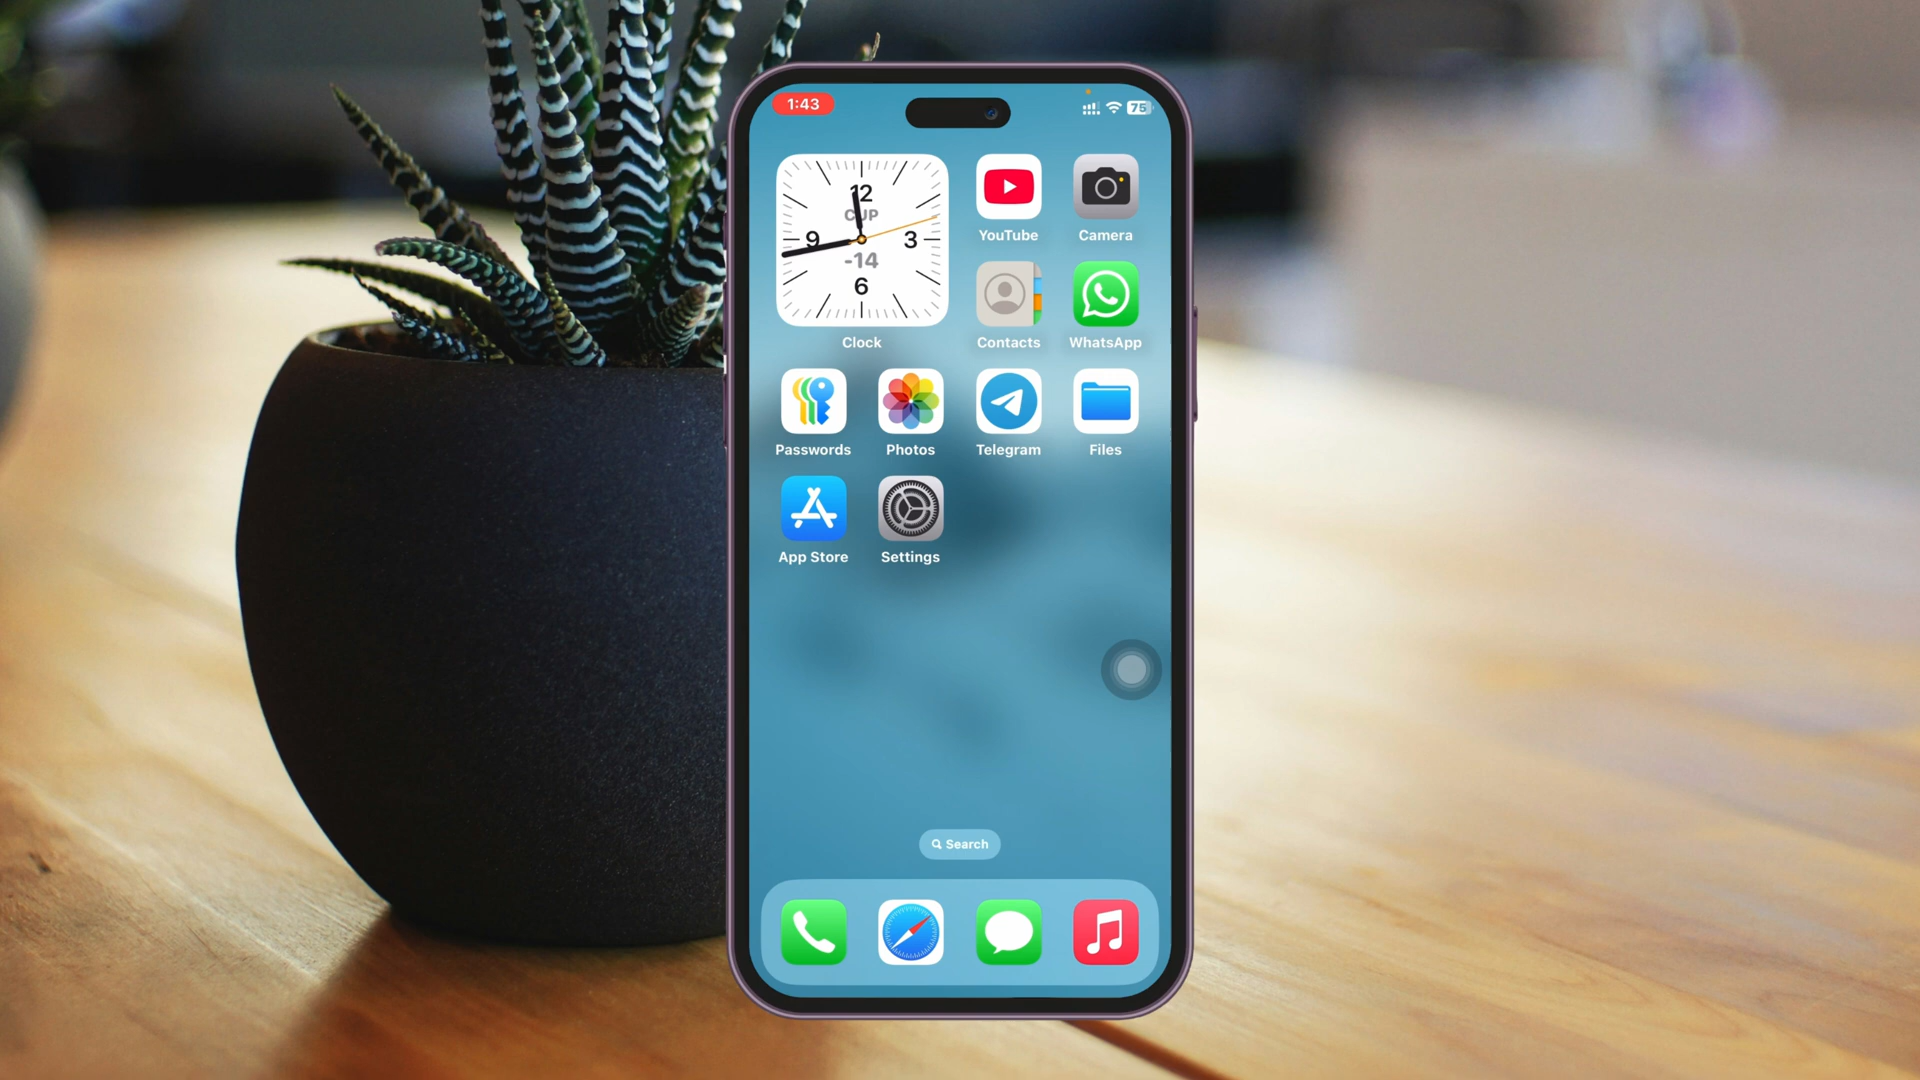 1:43
75
12
CUP
9 3
-14
6
Clock
YouTube Camera
Contacts WhatsApp
Passwords Photos Telegram Files
App Store Settings
Search